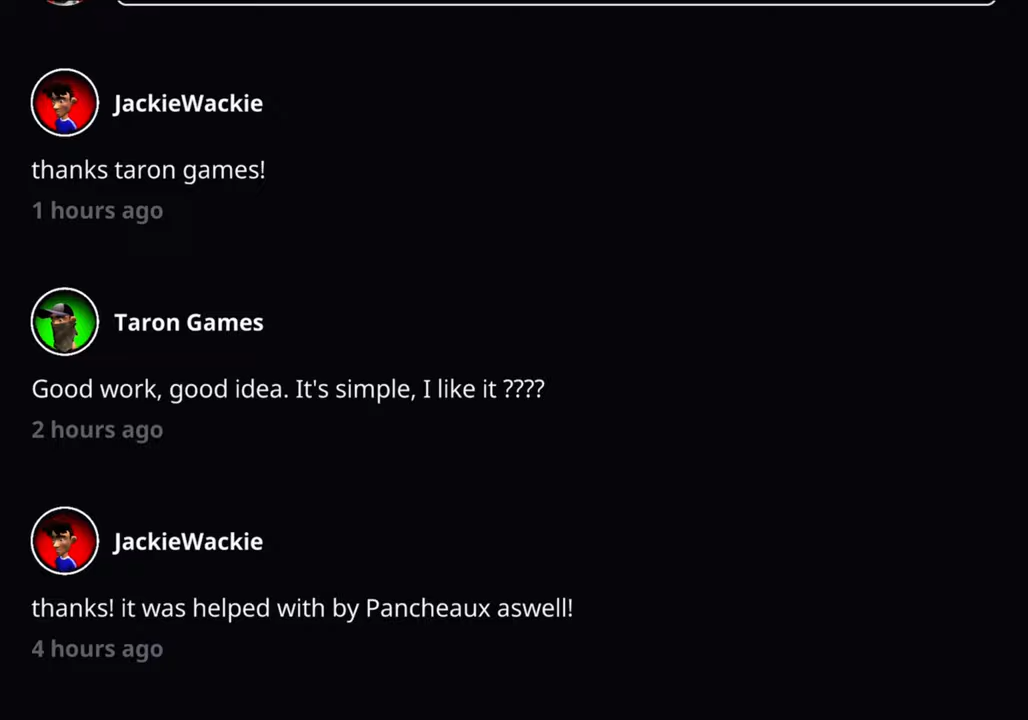 JackieWackie
thanks taron games!
1 hours ago
Taron Games
Good work, good idea. It's simple, I like it ????
2 hours ago
JackieWackie
thanks! it was helped with by Pancheaux aswell!
4 hours ago